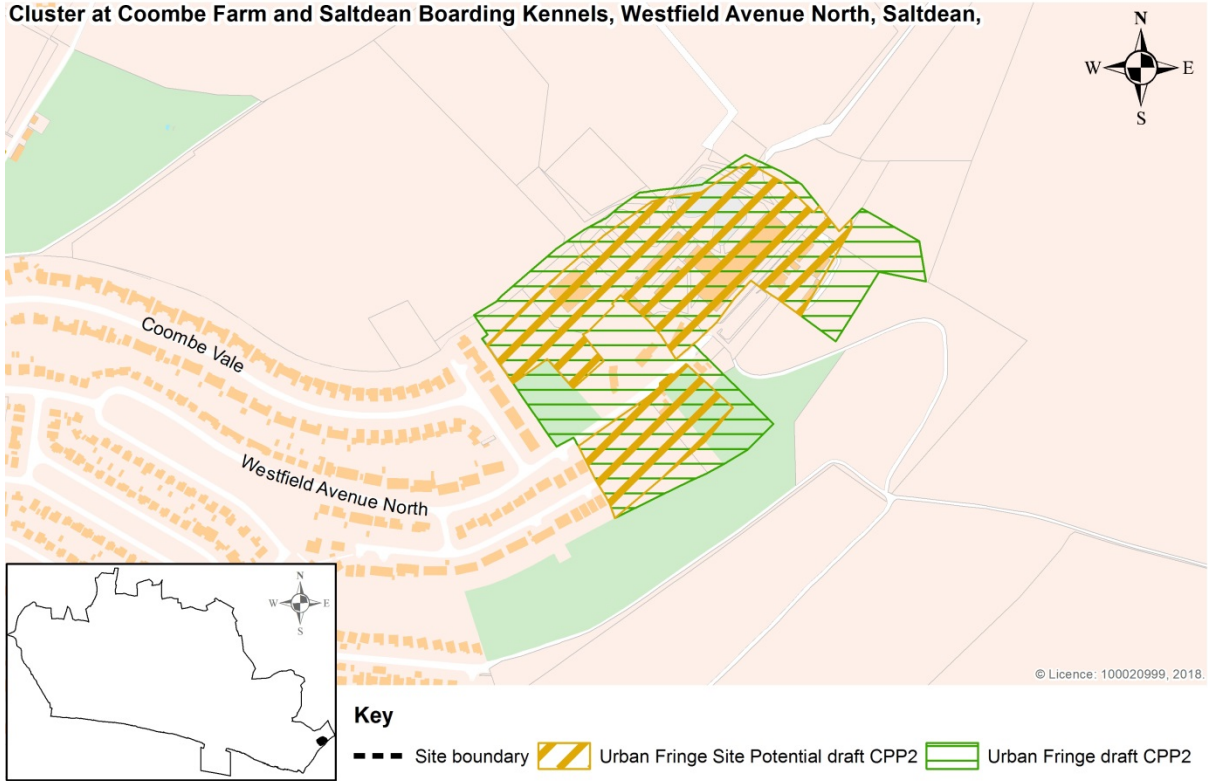 Cluster at Coombe Farm and Saltdean Boarding Kennels, Westfield Avenue North, Saltdean,
N
W E
S
Coombe Vale
Westfield Avenue North
N
W E
S
© Licence: 100020999, 2018.
Key
Site boundary Urban Fringe Site Potential draft CPP2 Urban Fringe draft CPP2